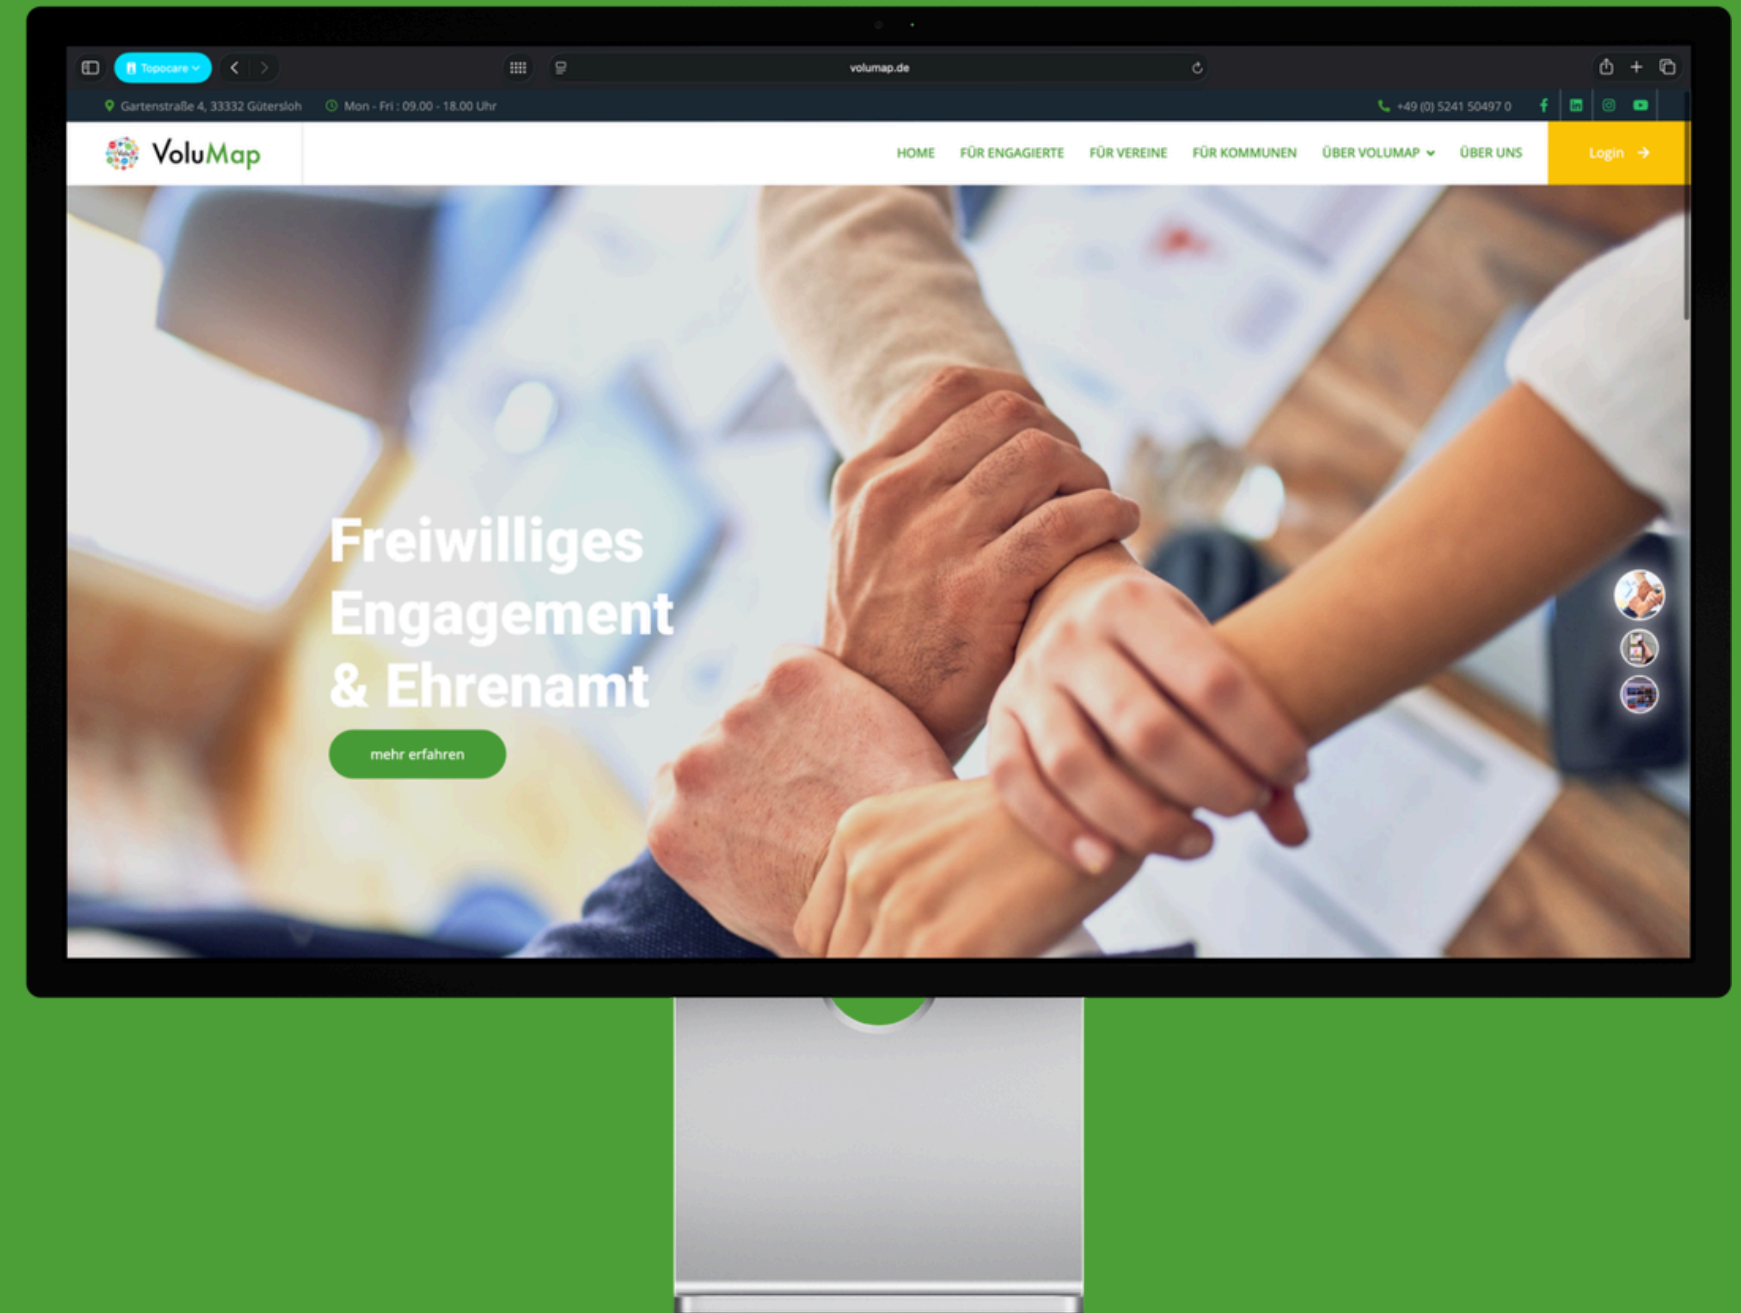 Topocare
volumap.de
Gartenstraße 4, 33332 Gütersloh
Mon - Fri : 09.00 - 18.00 Uhr
+49 (0) 5241 50497 0
VoluMap
HOME
FÜR ENGAGIERTE
FÜR VEREINE
FÜR KOMMUNEN
ÜBER VOLUMAP
ÜBER UNS
Login
Freiwilliges
Engagement
& Ehrenamt
mehr erfahren